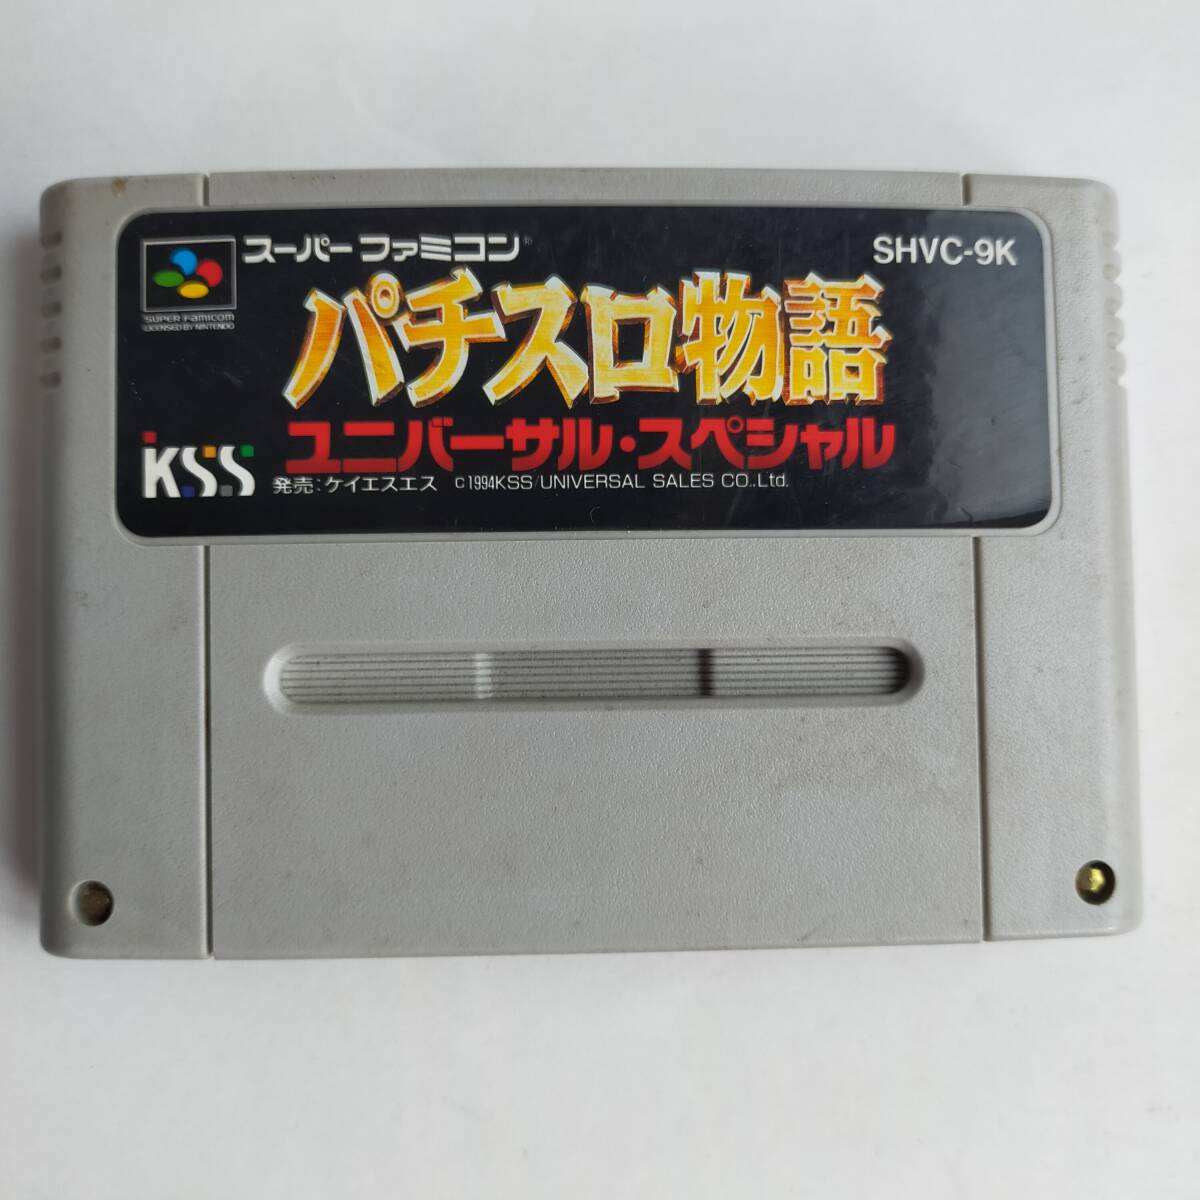 スーパーファミコン®
SHVC-9K
SUPER Famicom
LICENSED BY NINTENDO
パチスロ物語
ユニバーサル・スペシャル
KSS
発売:ケイエスエス ©1994KSS/UNIVERSAL SALES CO.,Ltd.